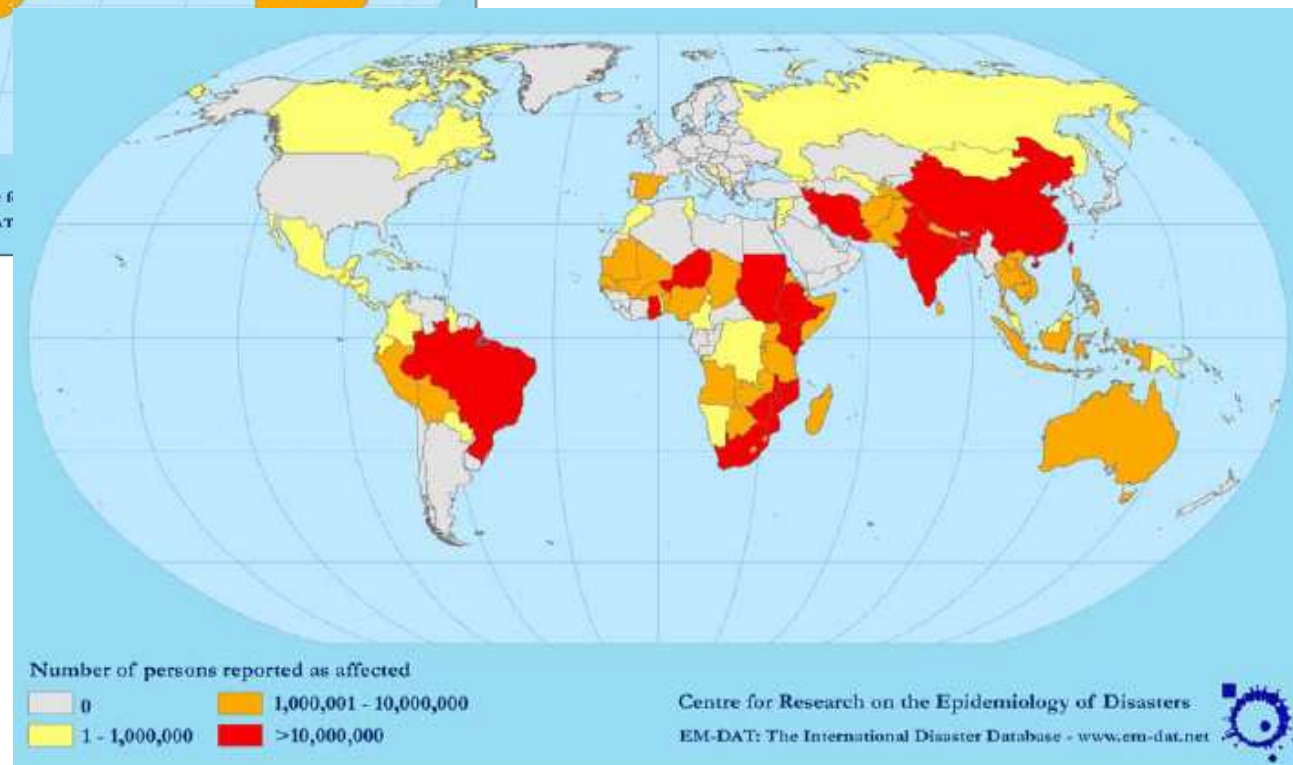 AT
Number of persons reported as affected
0
1,000,001 - 10,000,000
1 - 1,000,000
>10,000,000
Centre for Research on the Epidemiology of Disasters
EM-DAT: The International Disaster Database - www.em-dat.net